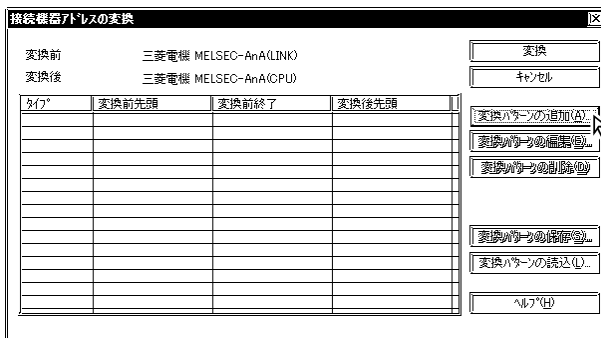 接続機器ｱﾄﾞﾚｽの変換
変換前 三菱電機 MELSEC-AnA(LINK)
変換後 三菱電機 MELSEC-AnA(CPU)
ﾀｲﾌﾟ 変換前先頭 変換前終了 変換後先頭
変換
ｷｬﾝｾﾙ
変換ﾊﾟﾀｰﾝの追加(A)...
変換ﾊﾟﾀｰﾝの編集(E)...
変換ﾊﾟﾀｰﾝの削除(D)
変換ﾊﾟﾀｰﾝの保存(S)...
変換ﾊﾟﾀｰﾝの読込(L)...
ﾍﾙﾌﾟ(H)